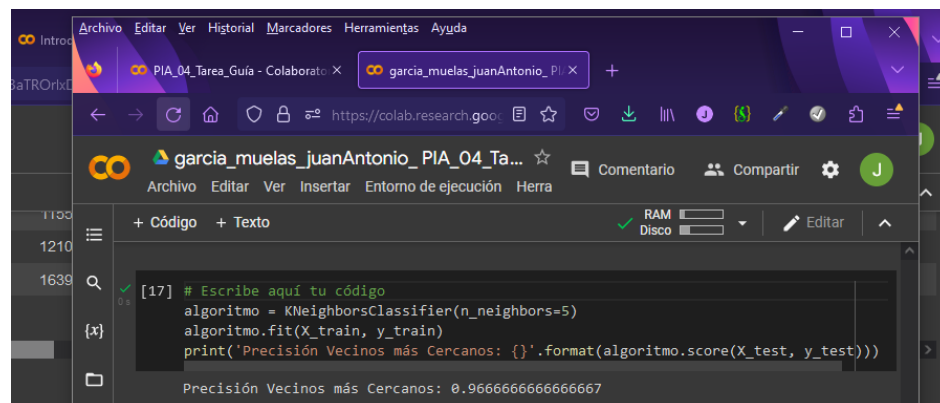 Archivo Editar Ver Historial Marcadores Herramientas Ayuda
Introd
PIA_04_Tarea_Guía - Colaborato
garcia_muelas_juanAntonio_ PI
https://colab.research.goog
garcia_muelas_juanAntonio_ PIA_04_Ta...
Comentario
Compartir
J
Archivo Editar Ver Insertar Entorno de ejecución Herra
+ Código + Texto
RAM
Disco
Editar
1155
1210
1639
[17] # Escribe aquí tu código
0 s
algoritmo = KNeighborsClassifier(n_neighbors=5)
algoritmo.fit(X_train, y_train)
{x}
print('Precisión Vecinos más Cercanos: {}'.format(algoritmo.score(X_test, y_test)))
Precisión Vecinos más Cercanos: 0.9666666666666667